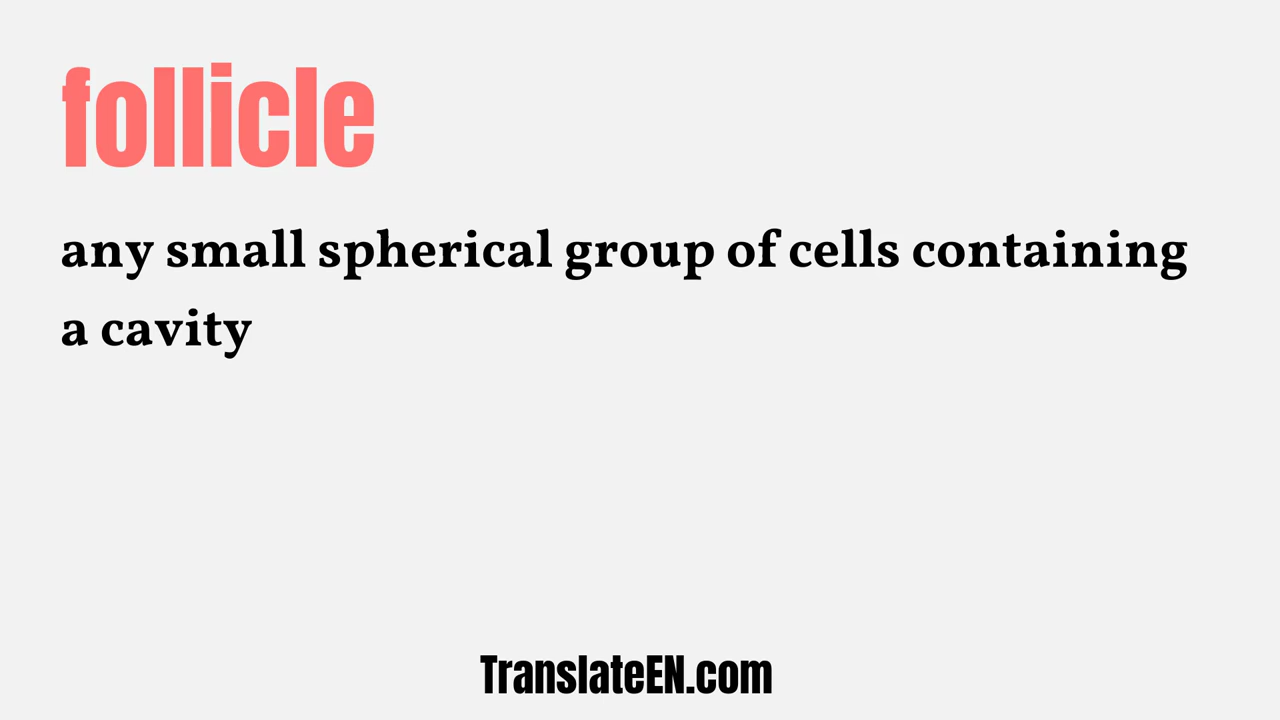 follicle
any small spherical group of cells containing
a cavity
TranslateEN.com